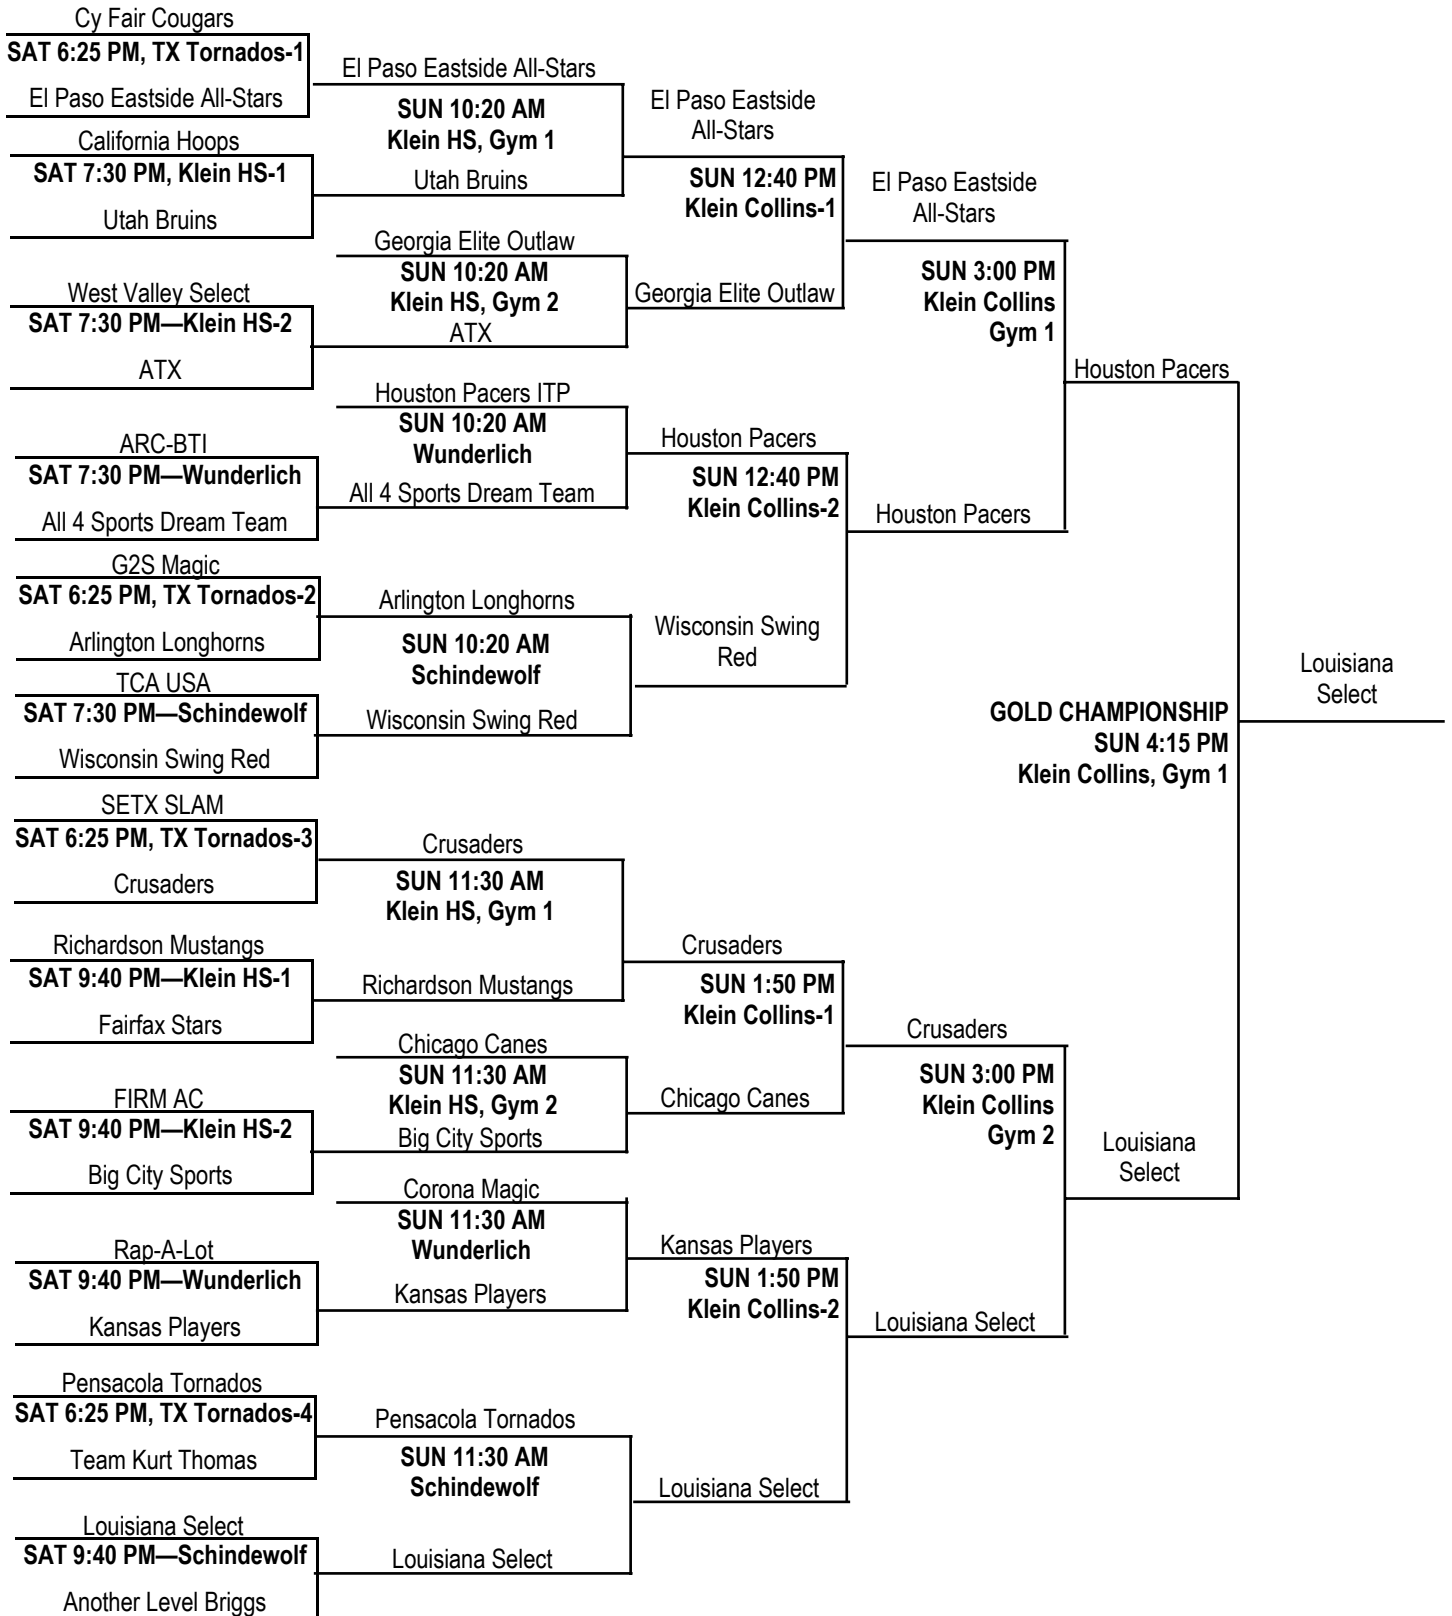 Cy Fair Cougars
SAT 6:25 PM, TX Tornados-1
El Paso Eastside All-Stars
California Hoops
SAT 7:30 PM, Klein HS-1
Utah Bruins
West Valley Select
SAT 7:30 PM—Klein HS-2
ATX
ARC-BTI
SAT 7:30 PM—Wunderlich
All 4 Sports Dream Team
G2S Magic
SAT 6:25 PM, TX Tornados-2
Arlington Longhorns
TCA USA
SAT 7:30 PM—Schindewolf
Wisconsin Swing Red
SETX SLAM
SAT 6:25 PM, TX Tornados-3
Crusaders
Richardson Mustangs
SAT 9:40 PM—Klein HS-1
Fairfax Stars
FIRM AC
SAT 9:40 PM—Klein HS-2
Big City Sports
Rap-A-Lot
SAT 9:40 PM—Wunderlich
Kansas Players
Pensacola Tornados
SAT 6:25 PM, TX Tornados-4
Team Kurt Thomas
Louisiana Select
SAT 9:40 PM—Schindewolf
Another Level Briggs
El Paso Eastside All-Stars
SUN 10:20 AM
Klein HS, Gym 1
Utah Bruins
Georgia Elite Outlaw
SUN 10:20 AM
Klein HS, Gym 2
ATX
Houston Pacers ITP
SUN 10:20 AM
Wunderlich
All 4 Sports Dream Team
Arlington Longhorns
SUN 10:20 AM
Schindewolf
Wisconsin Swing Red
Crusaders
SUN 11:30 AM
Klein HS, Gym 1
Richardson Mustangs
Chicago Canes
SUN 11:30 AM
Klein HS, Gym 2
Big City Sports
Corona Magic
SUN 11:30 AM
Wunderlich
Kansas Players
Pensacola Tornados
SUN 11:30 AM
Schindewolf
Louisiana Select
El Paso Eastside
All-Stars
SUN 12:40 PM
Klein Collins-1
Georgia Elite Outlaw
Houston Pacers
SUN 12:40 PM
Klein Collins-2
Wisconsin Swing
Red
Crusaders
SUN 1:50 PM
Klein Collins-1
Chicago Canes
Kansas Players
SUN 1:50 PM
Klein Collins-2
Louisiana Select
El Paso Eastside
All-Stars
SUN 3:00 PM
Klein Collins
Gym 1
Houston Pacers
Crusaders
SUN 3:00 PM
Klein Collins
Gym 2
Louisiana Select
Houston Pacers
GOLD CHAMPIONSHIP
SUN 4:15 PM
Klein Collins, Gym 1
Louisiana
Select
Louisiana
Select